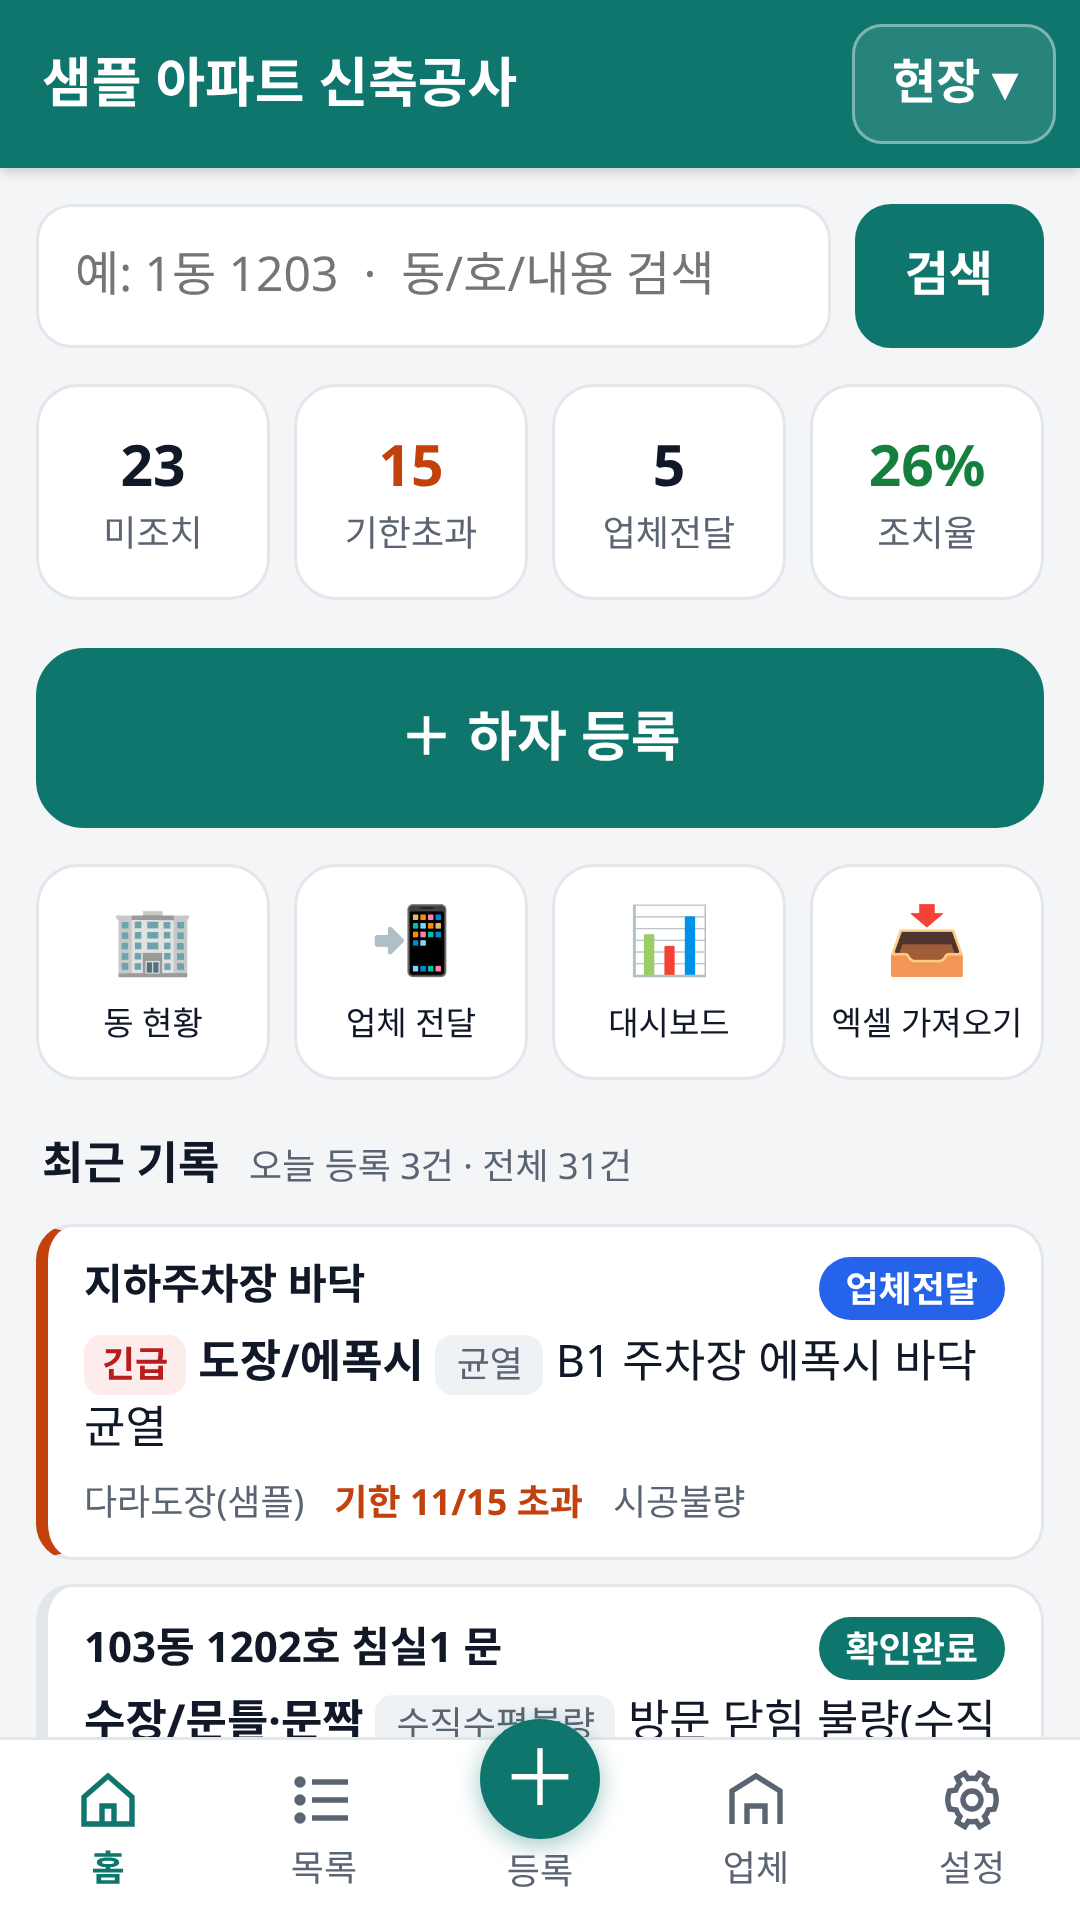 샘플 아파트 신축공사
현장 ▼
예: 1동 1203 · 동/호/내용 검색
검색
23
미조치
15
기한초과
5
업체전달
26%
조치율
+ 하자 등록
동 현황
업체 전달
대시보드
엑셀 가져오기
최근 기록 오늘 등록 3건 · 전체 31건
지하주차장 바닥
업체전달
긴급 도장/에폭시 균열 B1 주차장 에폭시 바닥
균열
다라도장(샘플) 기한 11/15 초과 시공불량
103동 1202호 침실1 문
확인완료
수장/문틀·문짝 수직수평불량 방문 닫힘 불량(수직
홈
목록
등록
업체
설정